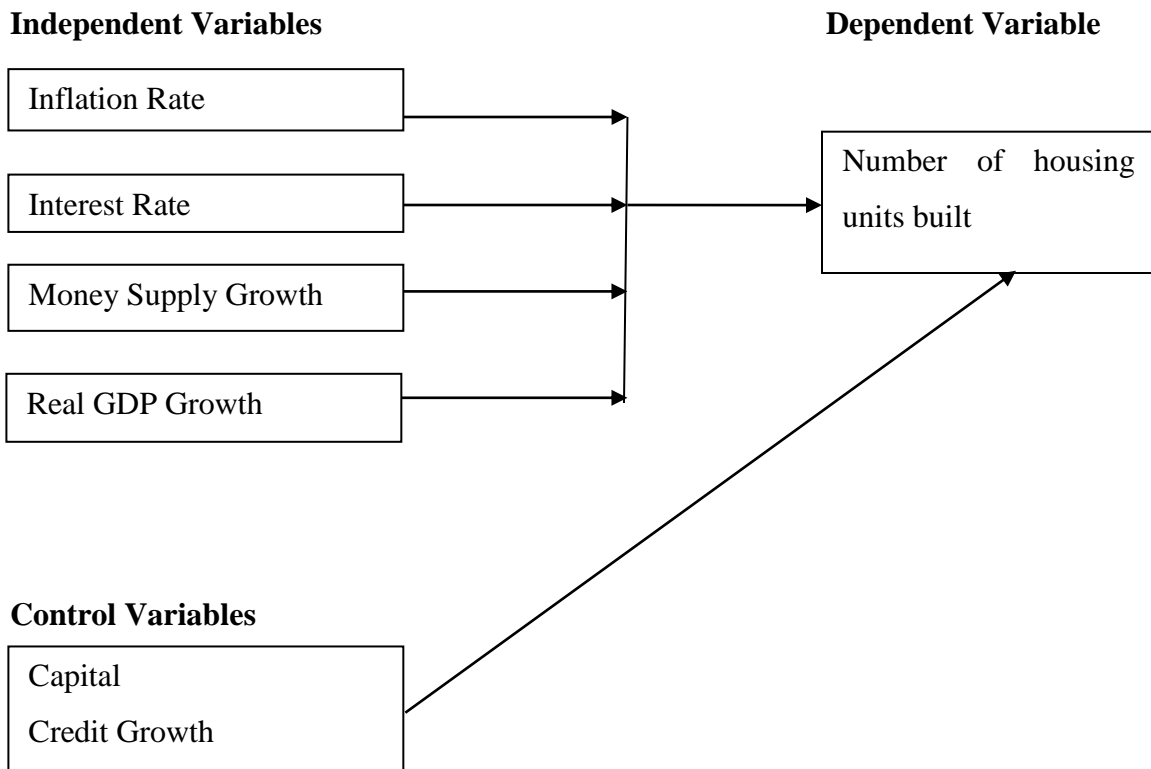 Independent Variables
Dependent Variable
Inflation Rate
Interest Rate
Money Supply Growth
Real GDP Growth
Number of housing
units built
Control Variables
Capital
Credit Growth